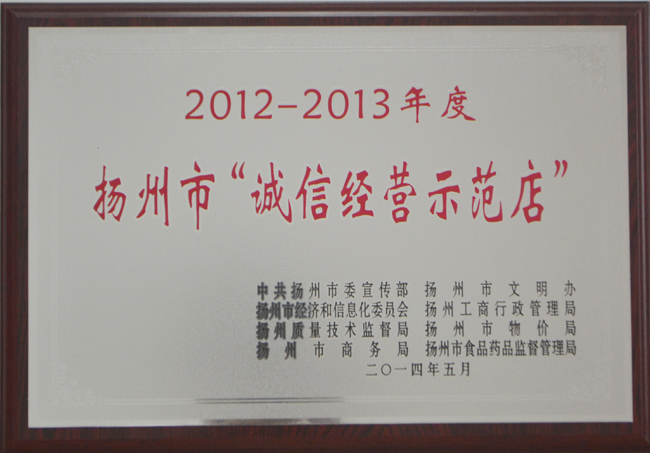 2012-2013年度
扬州市“诚信经营示范店”
中共扬州市委宣传部 扬州市文明办
扬州市经济和信息化委员会 扬州工商行政管理局
扬州质量技术监督局 扬州市物价局
扬州市商务局 扬州市食品药品监督管理局
二〇一四年五月